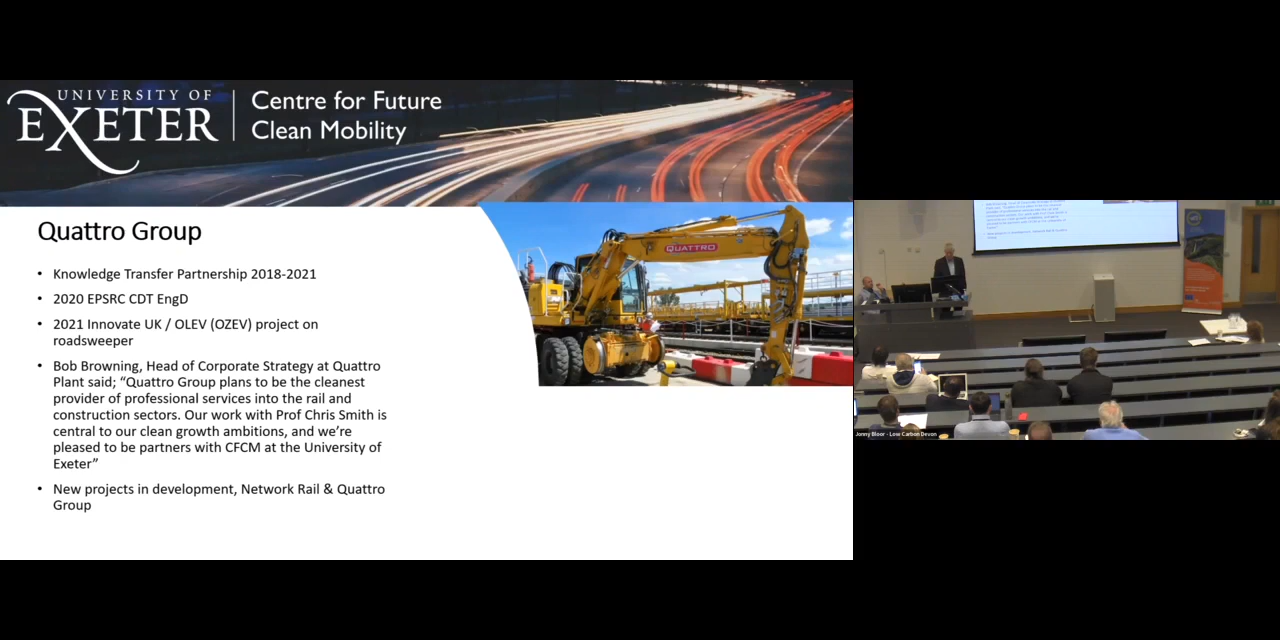 UNIVERSITY OF
EXETER
Centre for Future
Clean Mobility
Quattro Group
• Knowledge Transfer Partnership 2018-2021
• 2020 EPSRC CDT EngD
• 2021 Innovate UK / OLEV (OZEV) project on
roadsweeper
• Bob Browning, Head of Corporate Strategy at Quattro
Plant said; “Quattro Group plans to be the cleanest
provider of professional services into the rail and
construction sectors. Our work with Prof Chris Smith is
central to our clean growth ambitions, and we’re
pleased to be partners with CFCM at the University of
Exeter”
• New projects in development, Network Rail & Quattro
Group
QUATTRO
Jonny Bloor - Low Carbon Devon